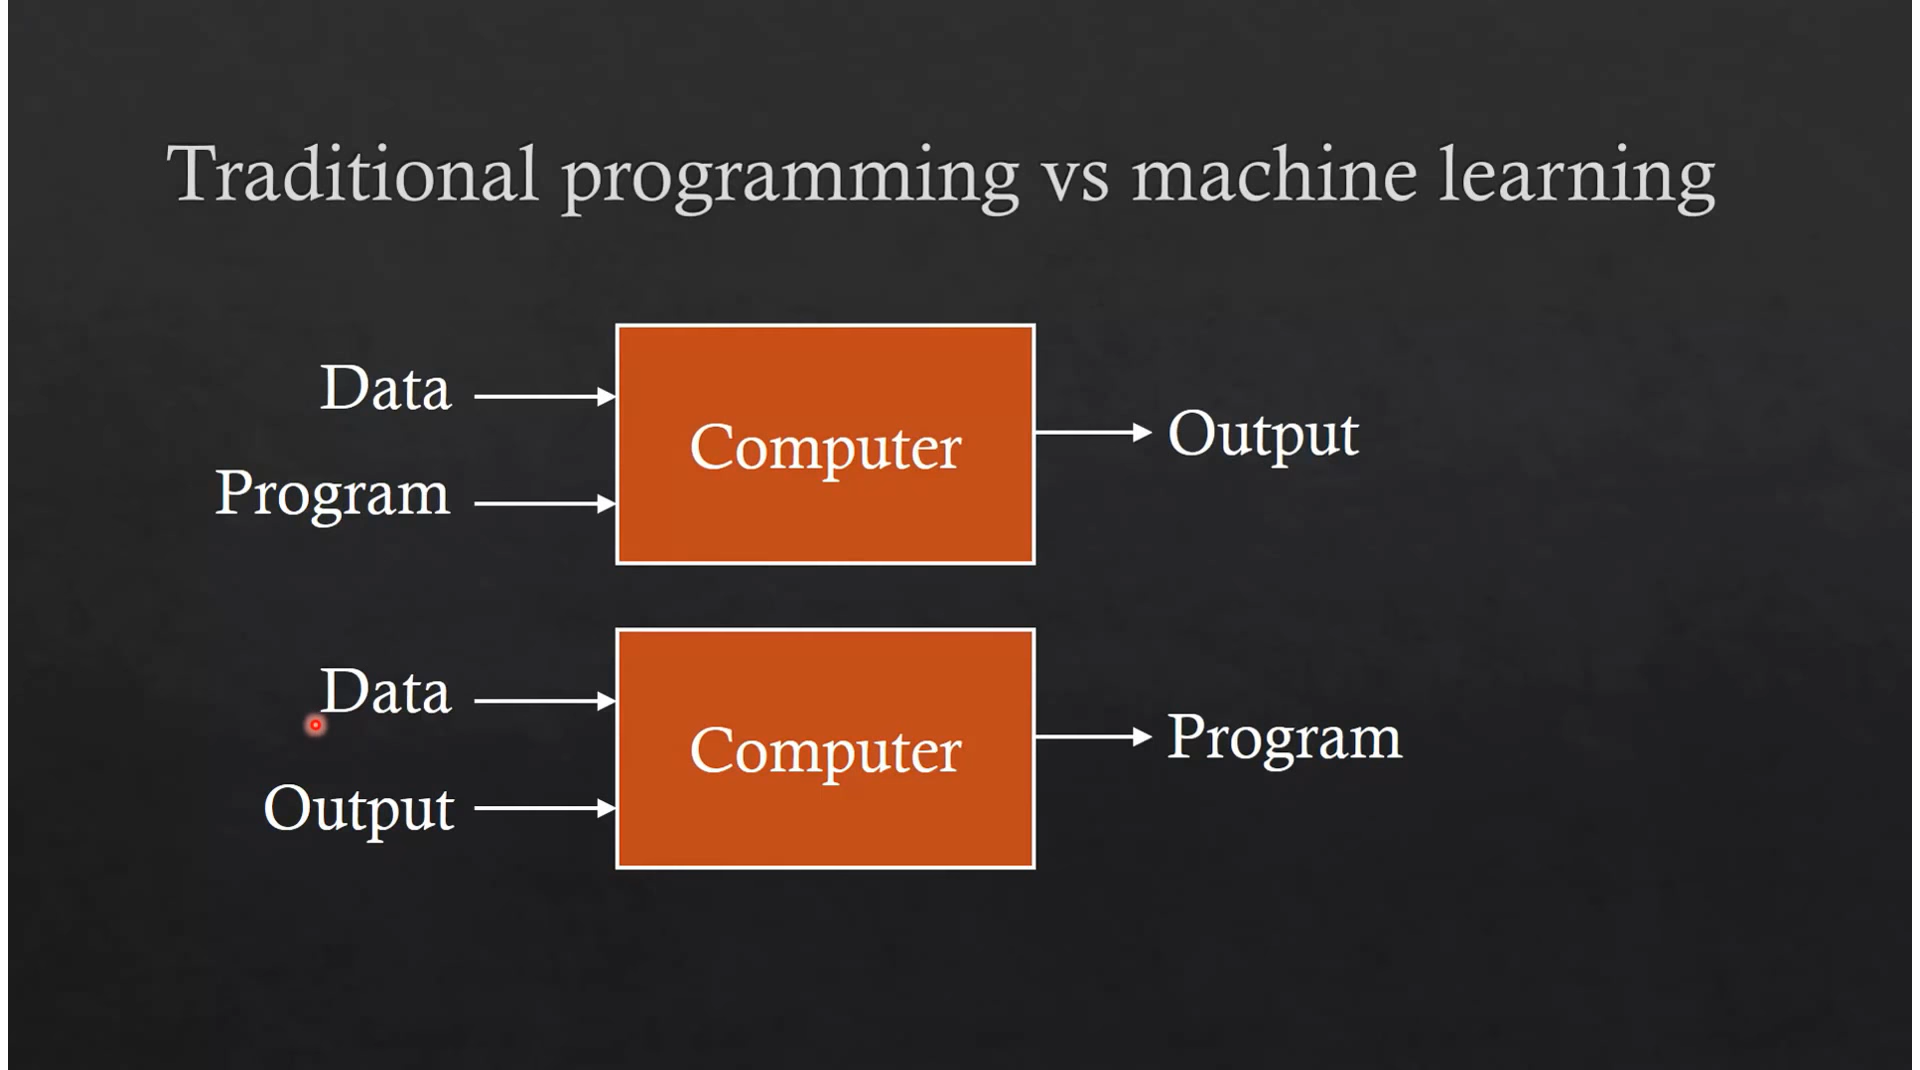 Traditional programming vs machine learning
Data
Program
Computer
Output
Data
Output
Computer
Program